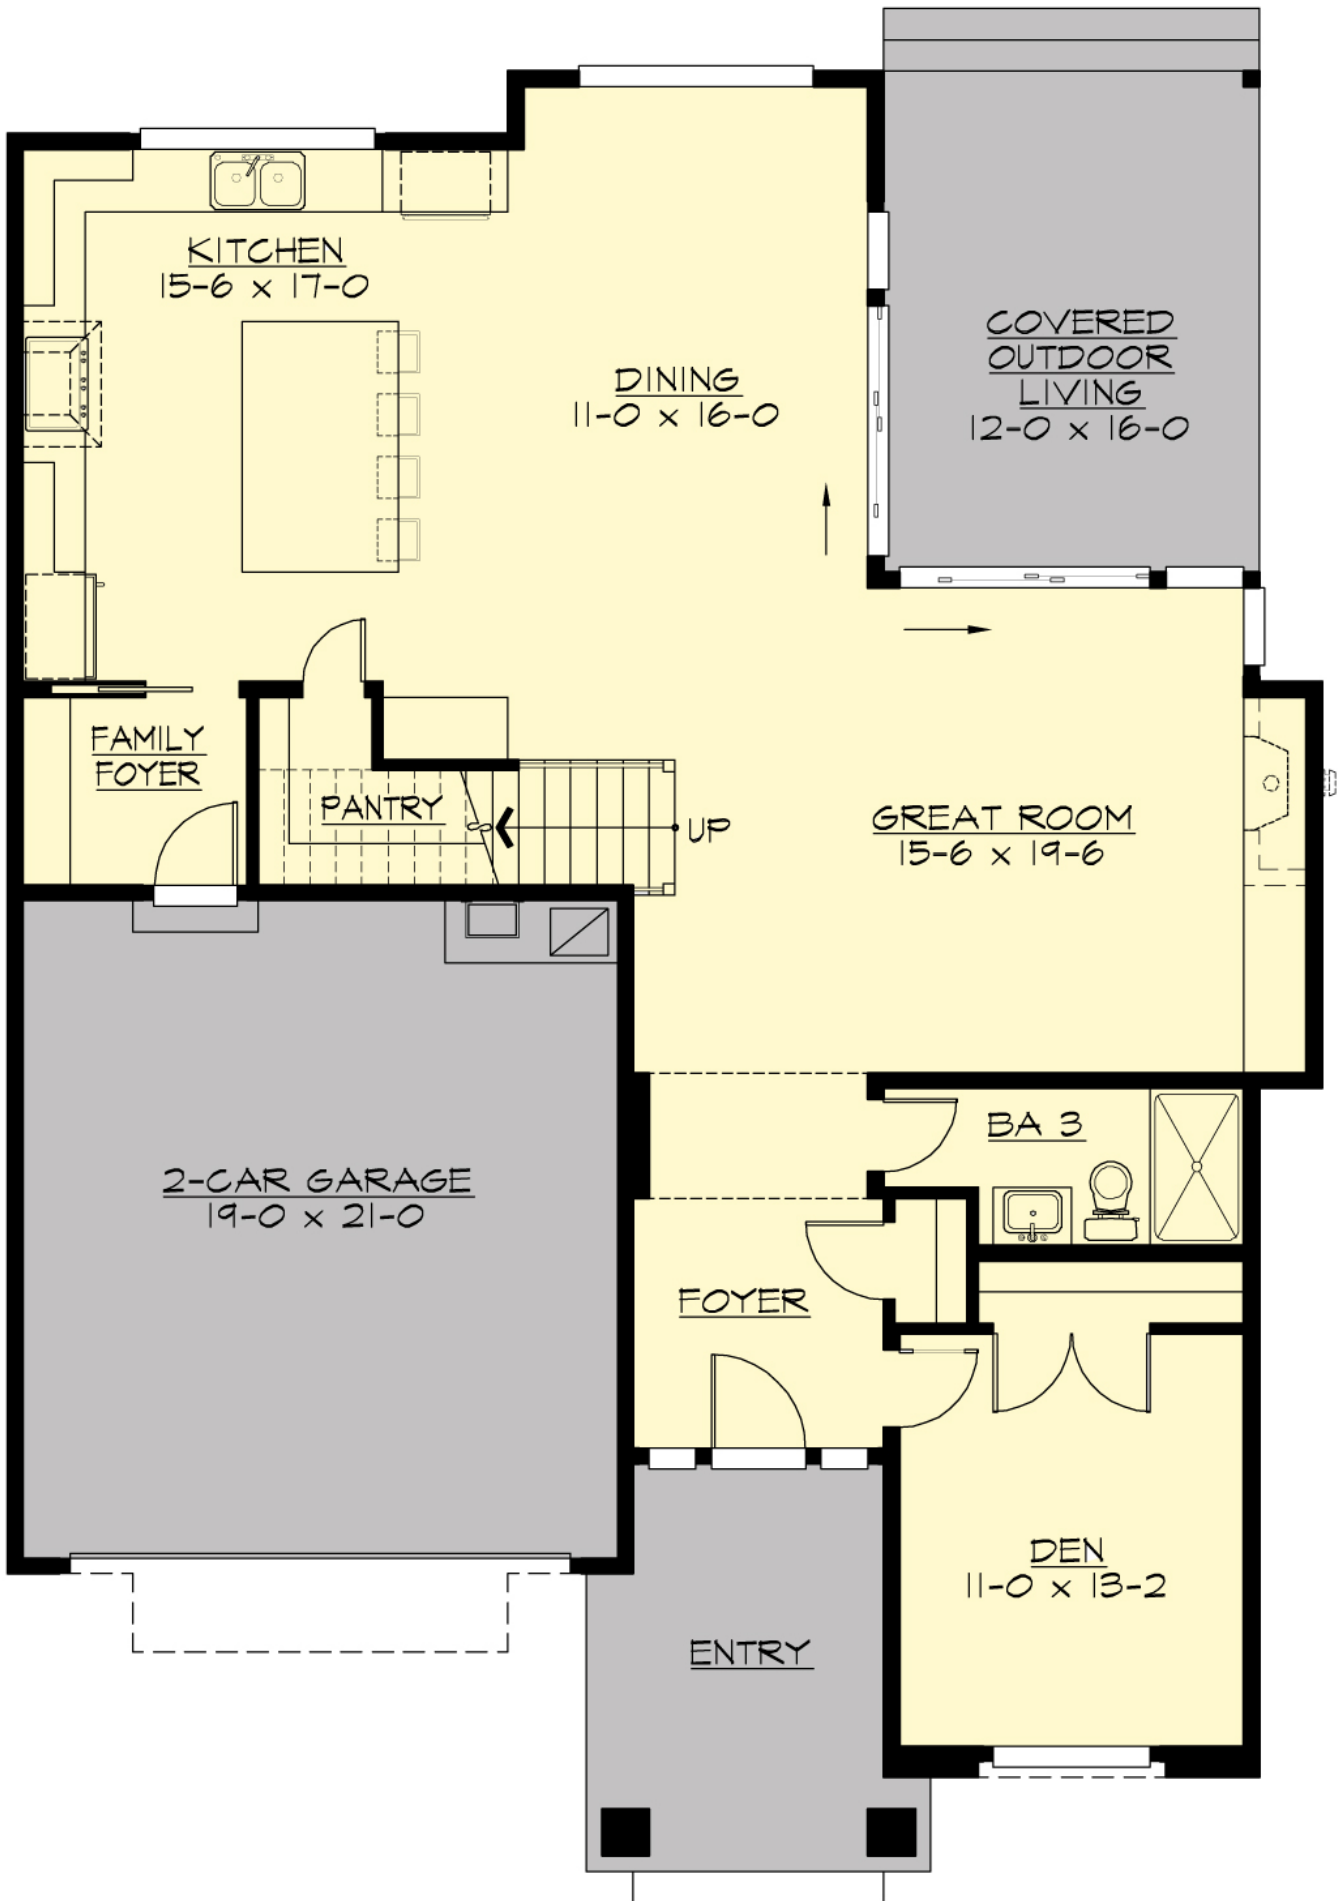 KITCHEN
15-6 x 17-0
COVERED
OUTDOOR
LIVING
12-0 x 16-0
DINING
11-0 x 16-0
FAMILY
FOYER
PANTRY
UP
GREAT ROOM
15-6 x 19-6
BA 3
2-CAR GARAGE
19-0 x 21-0
FOYER
DEN
11-0 x 13-2
ENTRY